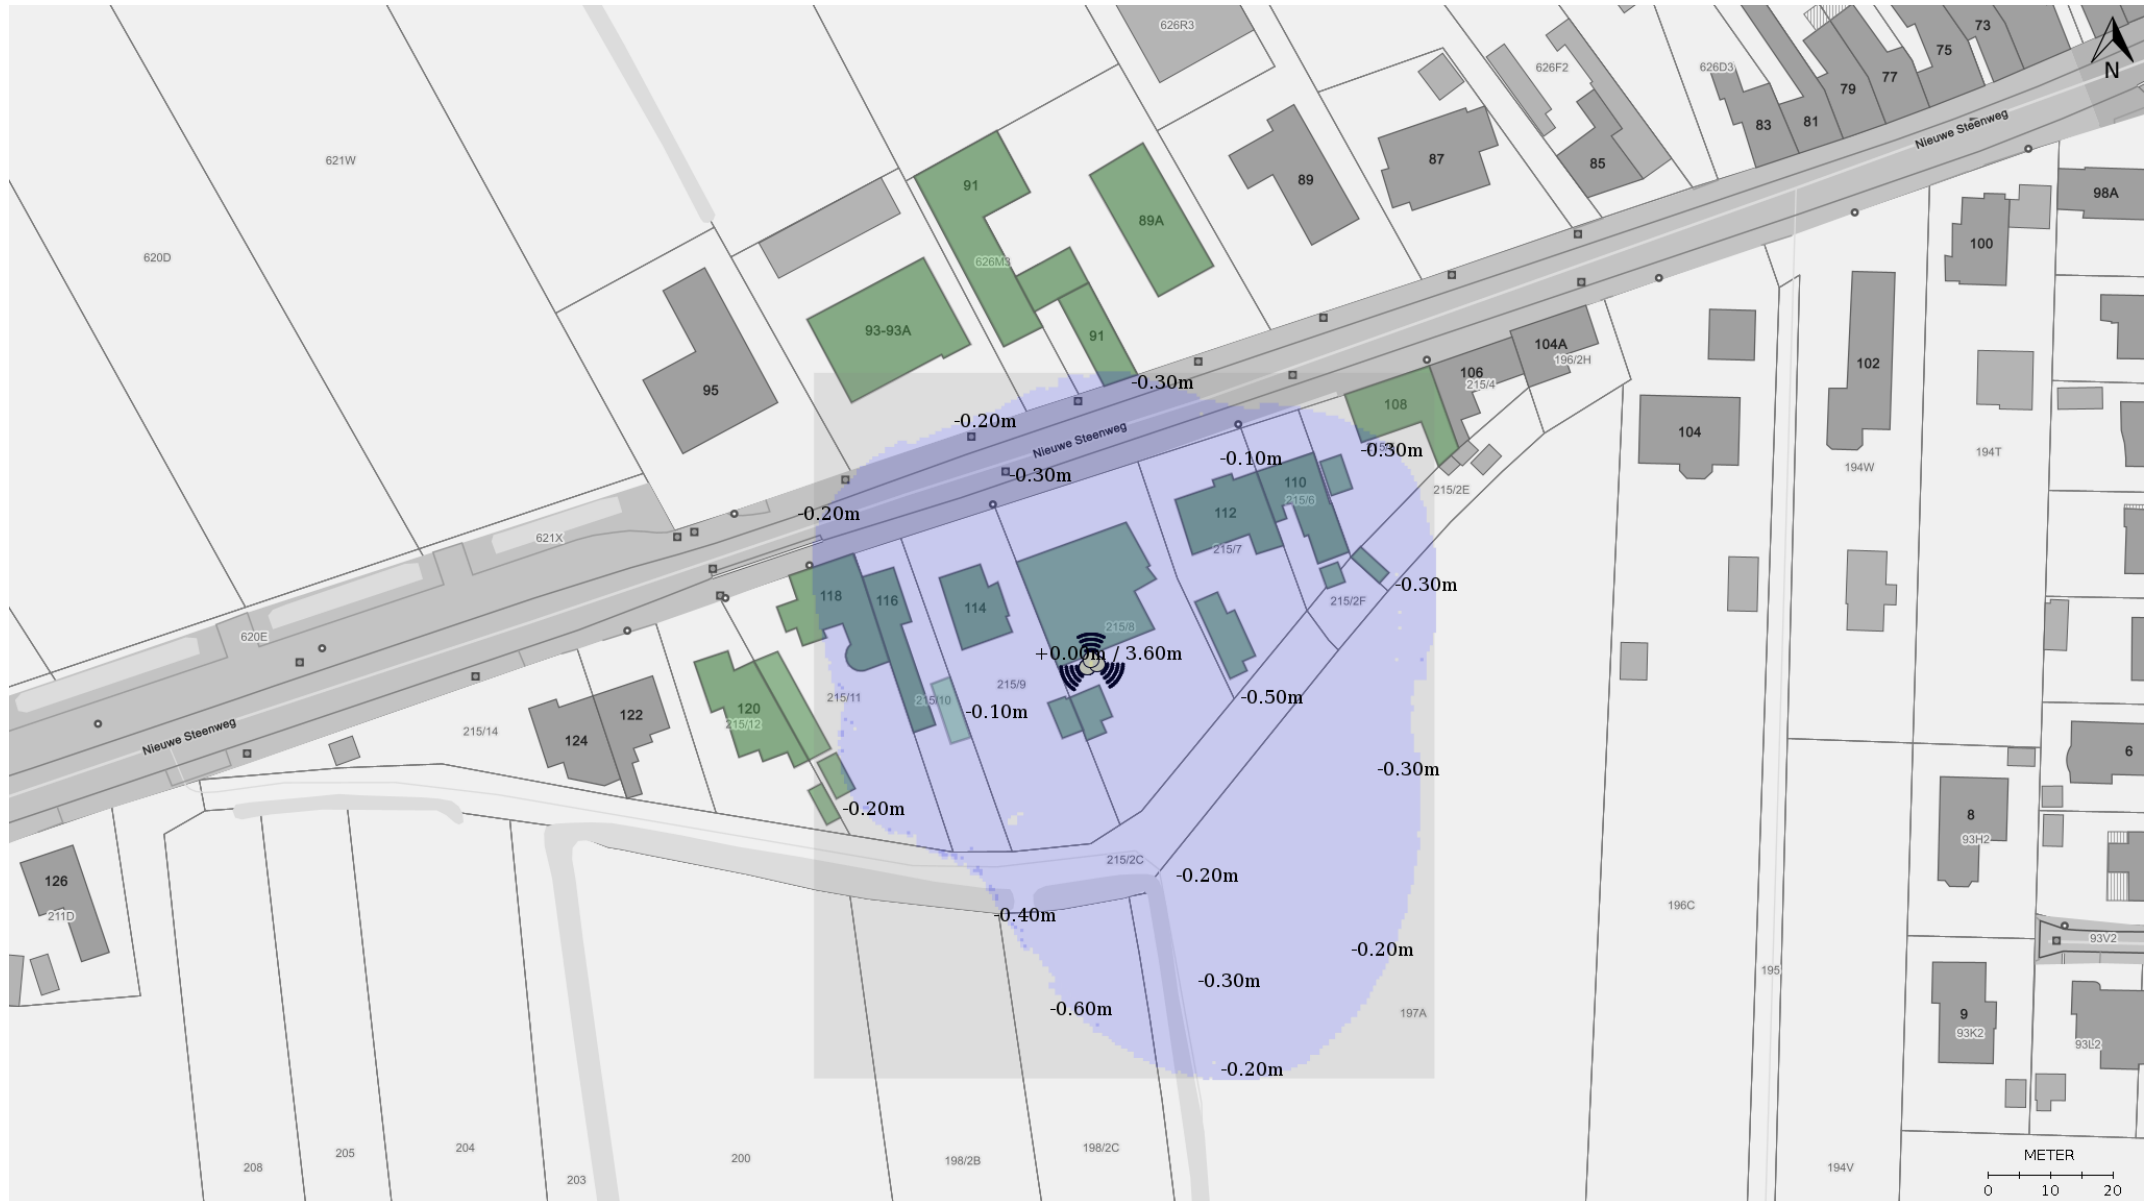 626R3
73
75
N
626F2
626D3
77
79
81
83
Nieuwe Steenweg
621W
87
85
89
91
98A
89A
100
620D
626M3
93-93A
91
104A
196/2H
102
106
215/4
95
-0.30m
108
-0.20m
104
Nieuwe Steenweg
-0.30m
194T
-0.10m
194W
-0.30m
110
215/6
215/2E
-0.20m
112
621X
215/7
-0.30m
118
116
114
215/2F
620E
215/8
+0.00m / 3.60m
215/9
215/11
215/10
-0.50m
120
215/12
-0.10m
122
124
215/14
Nieuwe Steenweg
6
-0.30m
-0.20m
8
93H2
215/2C
126
-0.20m
196C
211D
-0.40m
93V2
-0.20m
195
-0.30m
-0.60m
197A
9
93K2
93L2
-0.20m
204
198/2C
205
200
198/2B
208
194V
203
METER
0 10 20